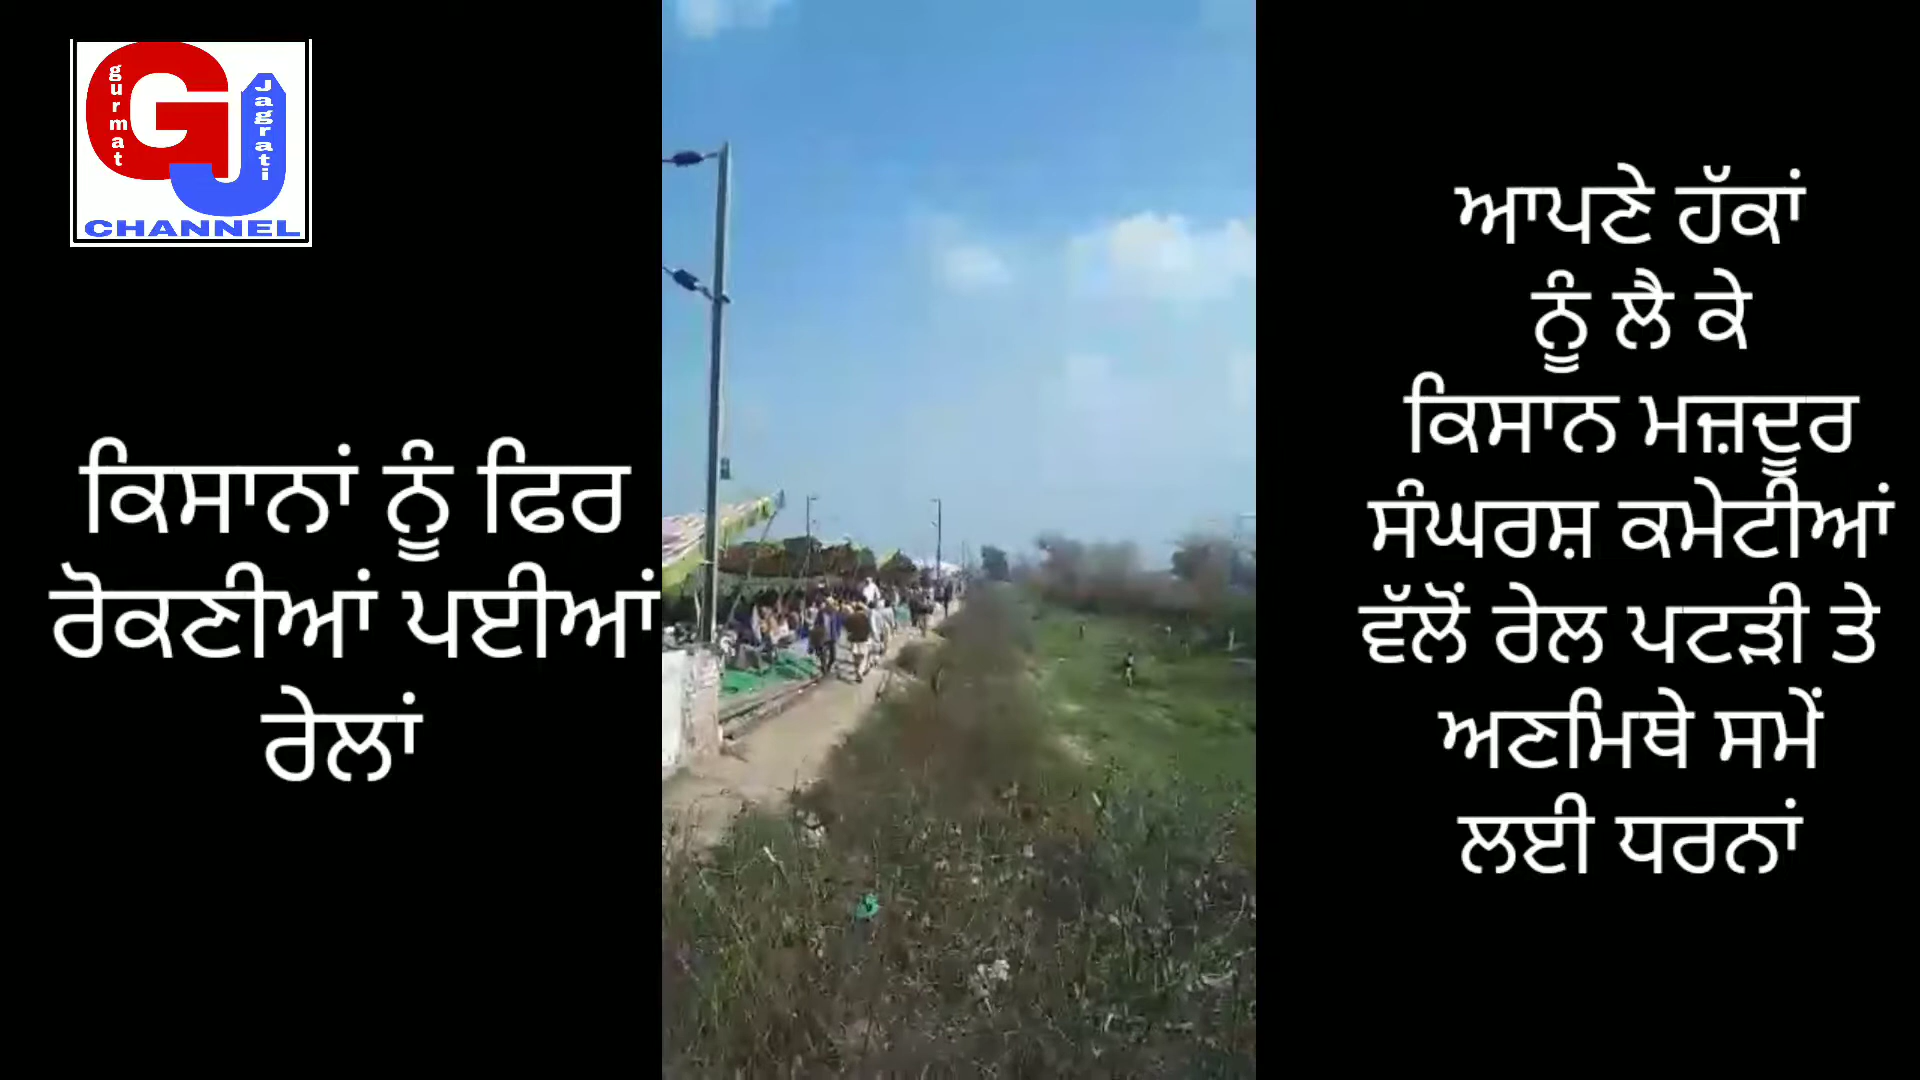 gurmat
Jagrati
CHANNEL
ਕਿਸਾਨਾਂ ਨੂੰ ਫਿਰ
ਰੋਕਣੀਆਂ ਪਈਆਂ
ਰੇਲਾਂ
ਆਪਣੇ ਹੱਕਾਂ
ਨੂੰ ਲੈ ਕੇ
ਕਿਸਾਨ ਮਜ਼ਦੂਰ
ਸੰਘਰਸ਼ ਕਮੇਟੀਆਂ
ਵੱਲੋਂ ਰੇਲ ਪਟੜੀ ਤੇ
ਅਣਮਿਥੇ ਸਮੇਂ
ਲਈ ਧਰਨਾਂ